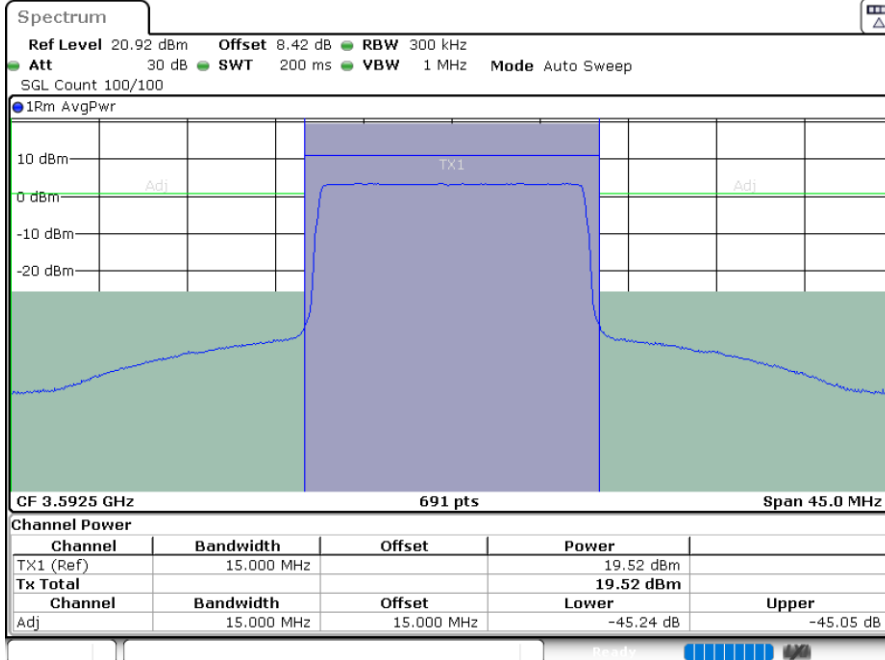 Spectrum
Ref Level 20.92 dBm Offset 8.42 dB RBW 300 kHz
Att 30 dB SWT 200 ms VBW 1 MHz Mode Auto Sweep
SGL Count 100/100
1Rm AvgPwr
10 dBm
TX1
Adj Adj
0 dBm
-10 dBm
-20 dBm
CF 3.5925 GHz 691 pts Span 45.0 MHz
Channel Power
Channel Bandwidth Offset Power
TX1 (Ref) 15.000 MHz 19.52 dBm
Tx Total 19.52 dBm
Channel Bandwidth Offset Lower Upper
Adj 15.000 MHz 15.000 MHz -45.24 dB -45.05 dB
Ready